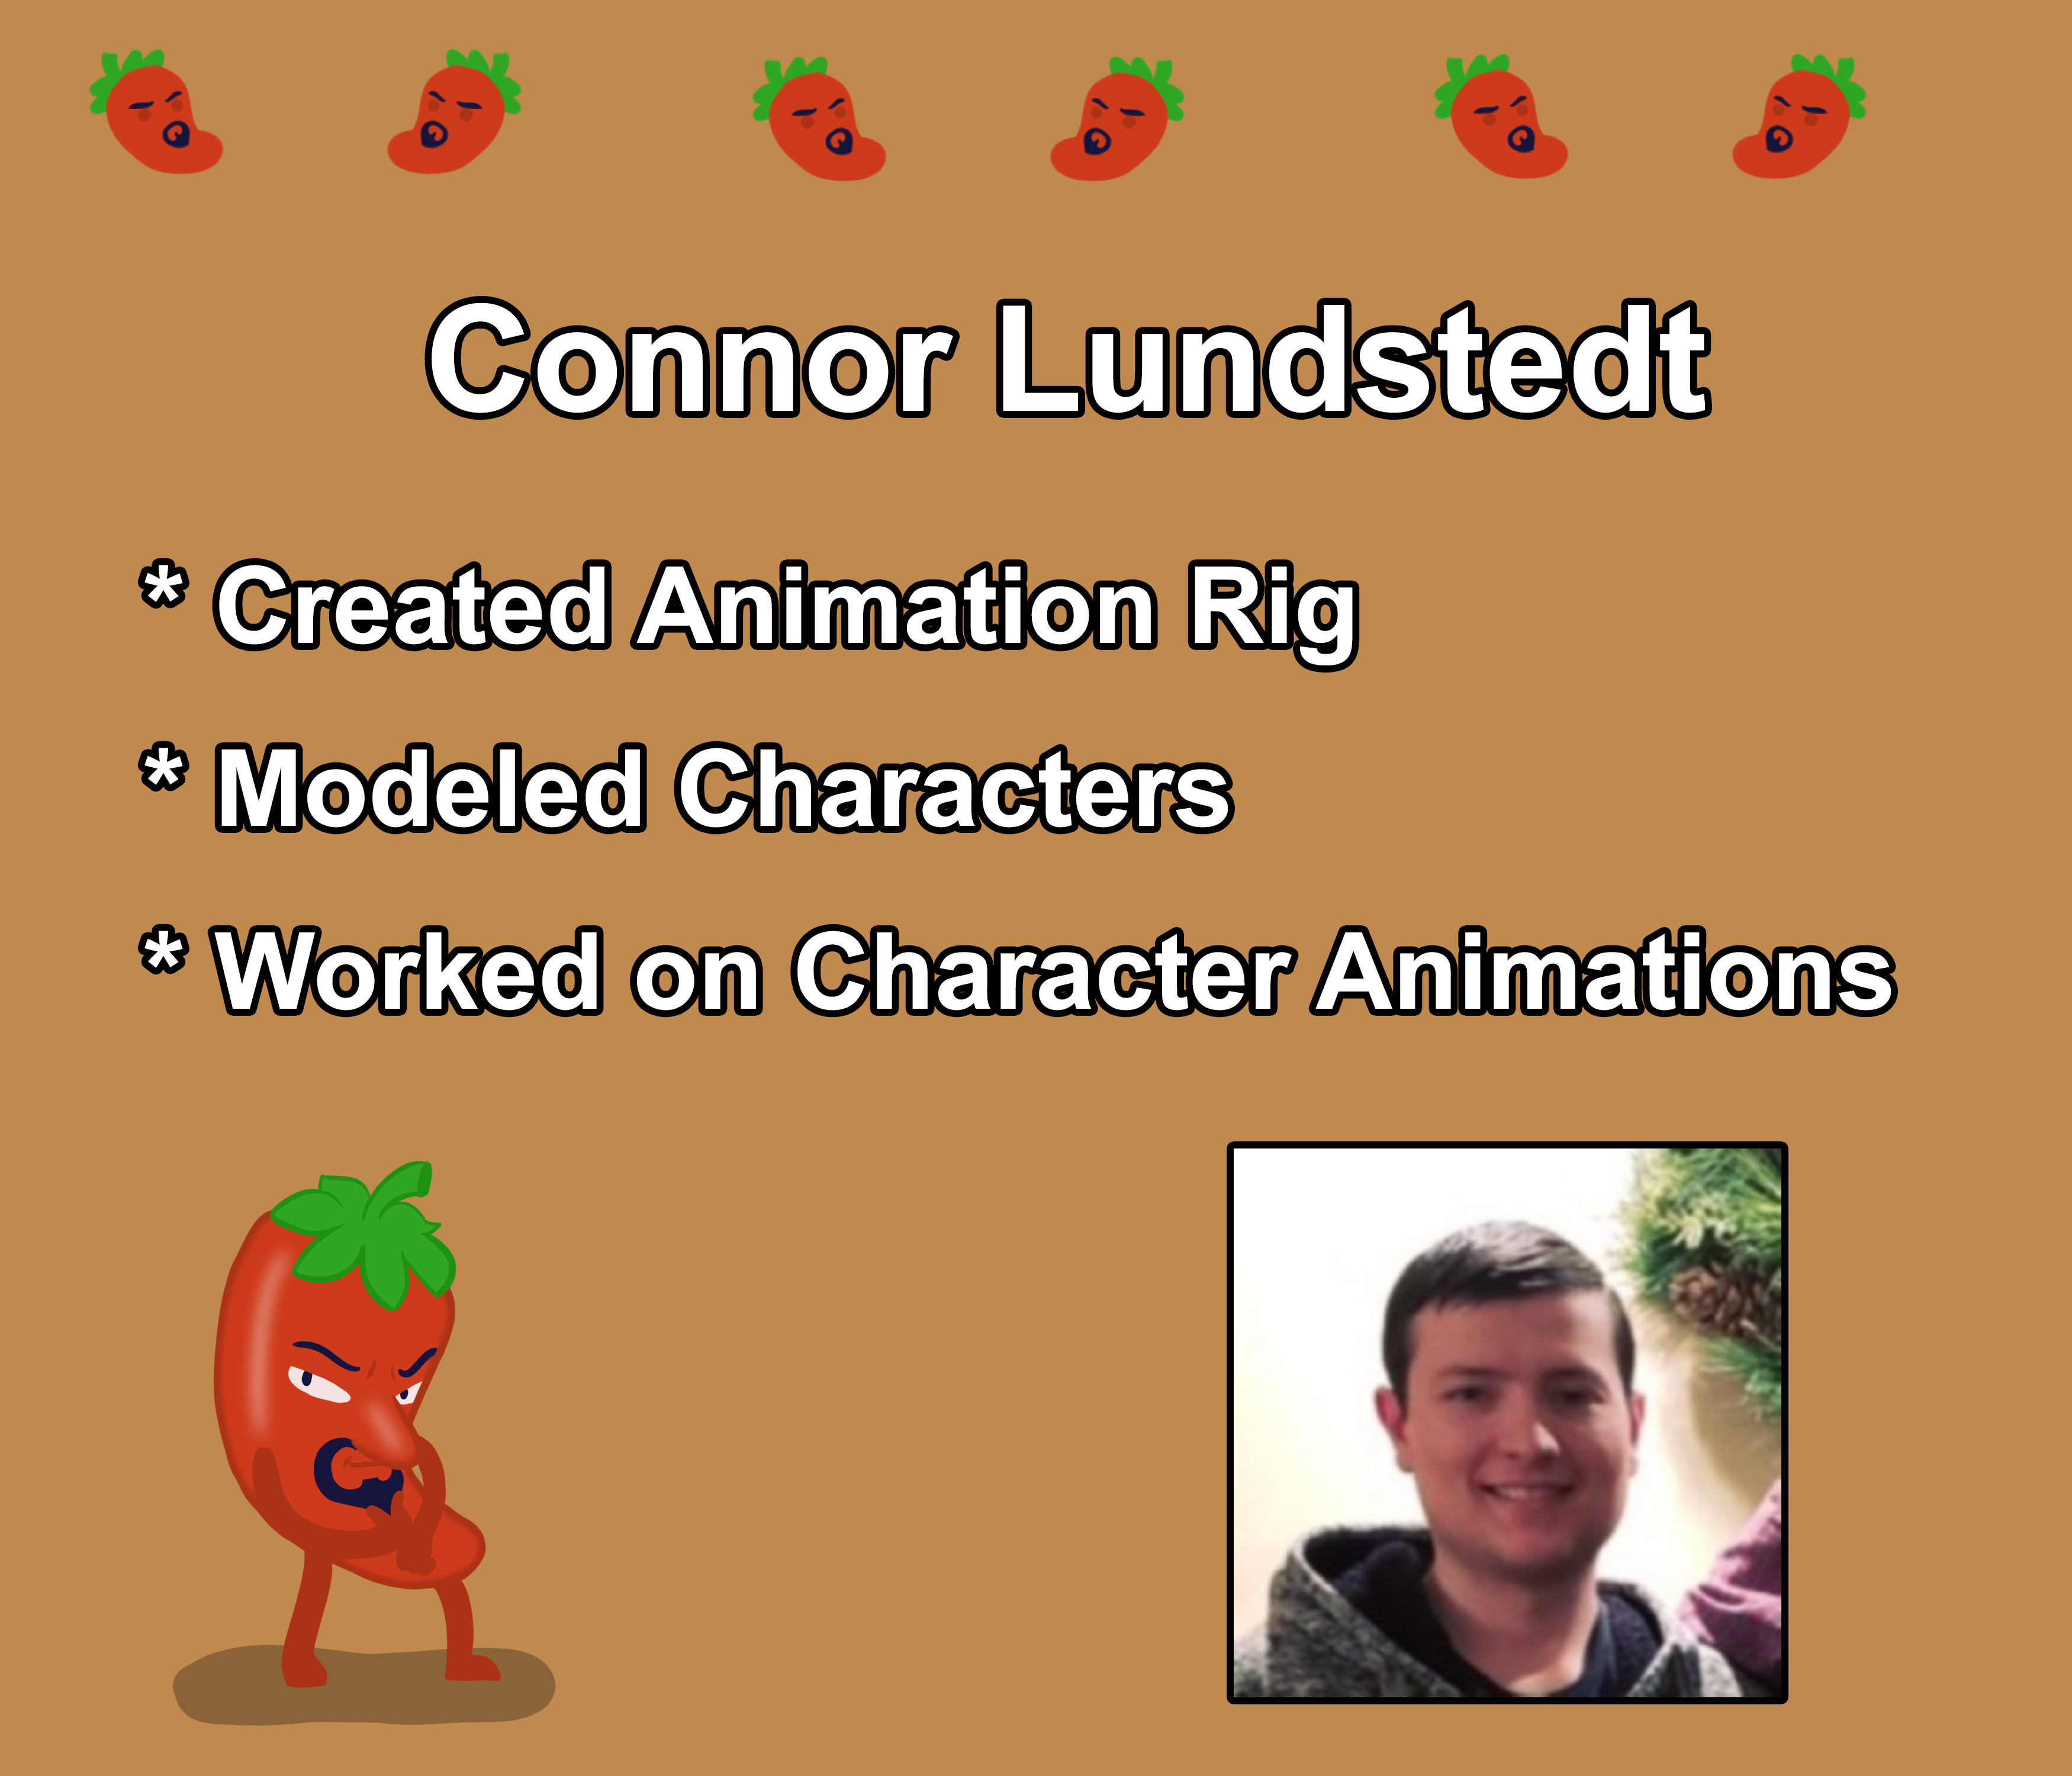 Connor Lundstedt
* Created Animation Rig
* Modeled Characters
* Worked on Character Animations